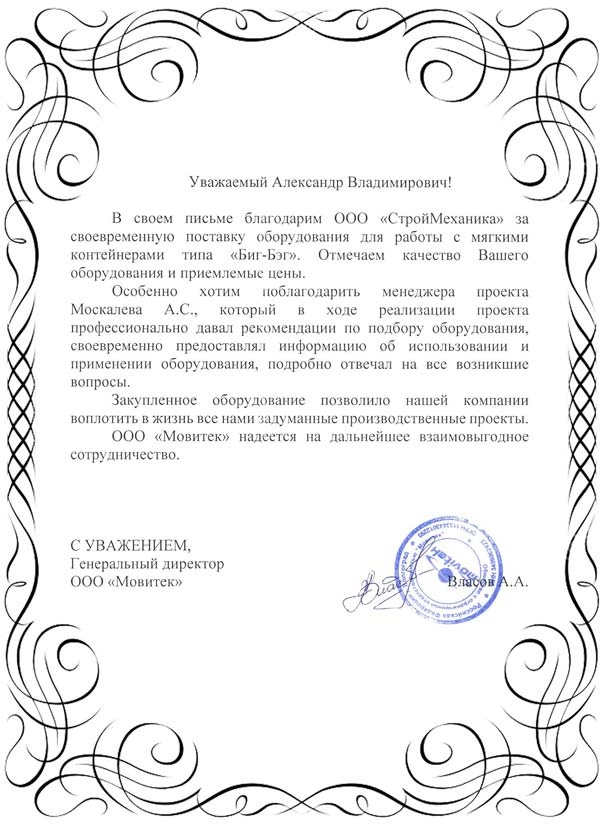 Уважаемый Александр Владимирович!
В своем письме благодарим ООО «СтройМеханика» за
своевременную поставку оборудования для работы с мягкими
контейнерами типа «Биг-Бэг». Отмечаем качество Вашего
оборудования и приемлемые цены.
Особенно хотим поблагодарить менеджера проекта
Москалева А.С., который в ходе реализации проекта
профессионально давал рекомендации по подбору оборудования,
своевременно предоставлял информацию об использовании и
применении оборудования, подробно отвечал на все возникшие
вопросы.
Закупленное оборудование позволило нашей компании
воплотить в жизнь все нами задуманные производственные проекты.
ООО «Мовитек» надеется на дальнейшее взаимовыгодное
сотрудничество.
С УВАЖЕНИЕМ,
Генеральный директор
ООО «Мовитек»
Власов А.А.
movitek
Российская Федерация